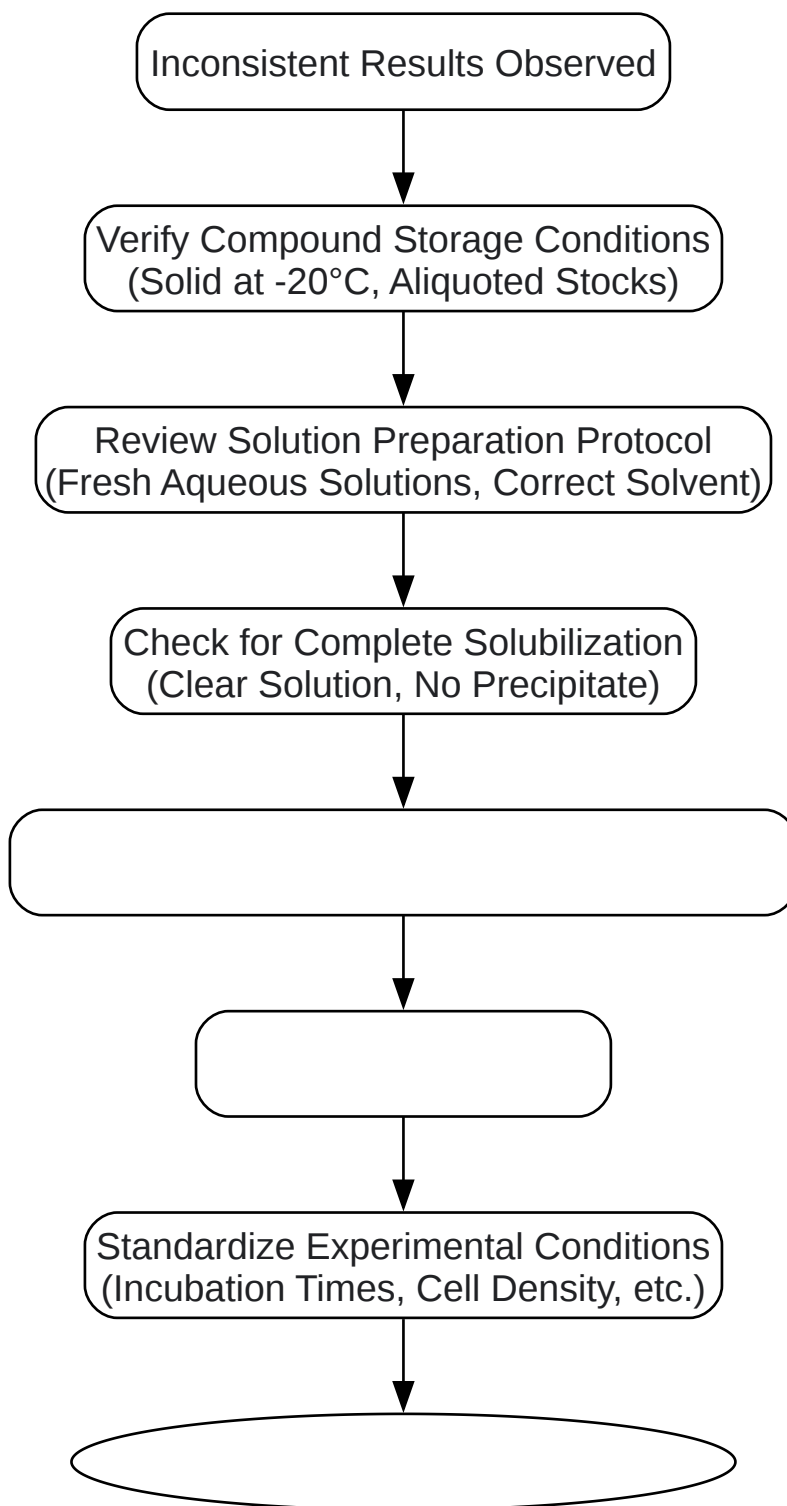 Inconsistent Results Observed
Verify Compound Storage Conditions
(Solid at -20°C, Aliquoted Stocks)
Review Solution Preparation Protocol
(Fresh Aqueous Solutions, Correct Solvent)
Check for Complete Solubilization
(Clear Solution, No Precipitate)
Standardize Experimental Conditions
(Incubation Times, Cell Density, etc.)